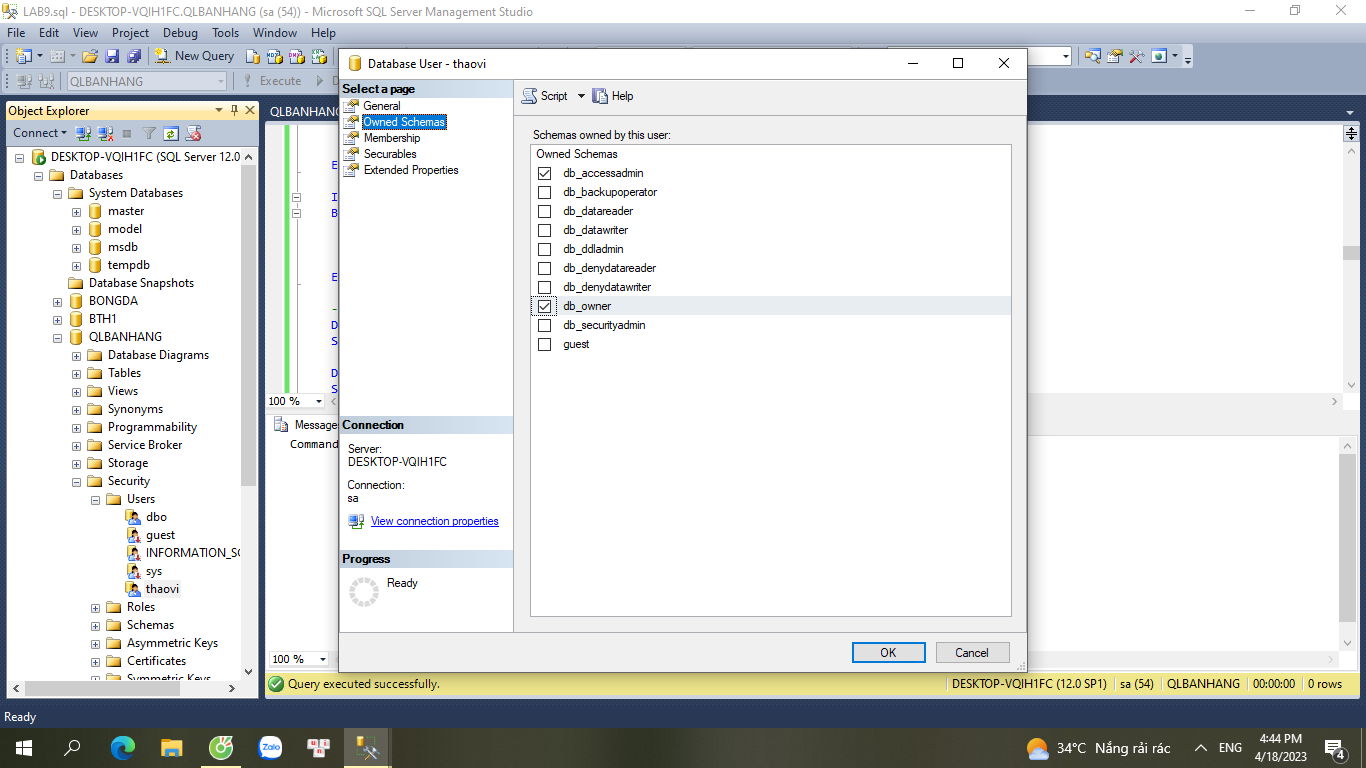 LAB9.sql - DESKTOP-VQIH1FC.QLBANHANG (sa (54)) - Microsoft SQL Server Management Studio
File Edit View Project Debug Tools Window Help
New Query
QLBANHANG Execute D
Object Explorer
Connect
DESKTOP-VQIH1FC (SQL Server 12.0
Databases
System Databases
master
model
msdb
tempdb
Database Snapshots
BONGDA
BTH1
QLBANHANG
Database Diagrams
Tables
Views
Synonyms
Programmability
Service Broker
Storage
Security
Users
dbo
guest
INFORMATION_SC
sys
thaovi
Roles
Schemas
Asymmetric Keys
Certificates
Symmetric Keys
QLBANHANG
E
I
B
E
-
D
S
D
S
100 %
Message
Command
100 %
Database User - thaovi
Select a page
General
Owned Schemas
Membership
Securables
Extended Properties
Connection
Server:
DESKTOP-VQIH1FC
Connection:
sa
View connection properties
Progress
Ready
Script Help
Schemas owned by this user:
Owned Schemas
db_accessadmin
db_backupoperator
db_datareader
db_datawriter
db_ddladmin
db_denydatareader
db_denydatawriter
db_owner
db_securityadmin
guest
OK Cancel
Query executed successfully. DESKTOP-VQIH1FC (12.0 SP1) sa (54) QLBANHANG 00:00:00 0 rows
Ready
Zalo
34°C Nắng rải rác ENG 4:44 PM
4/18/2023
4